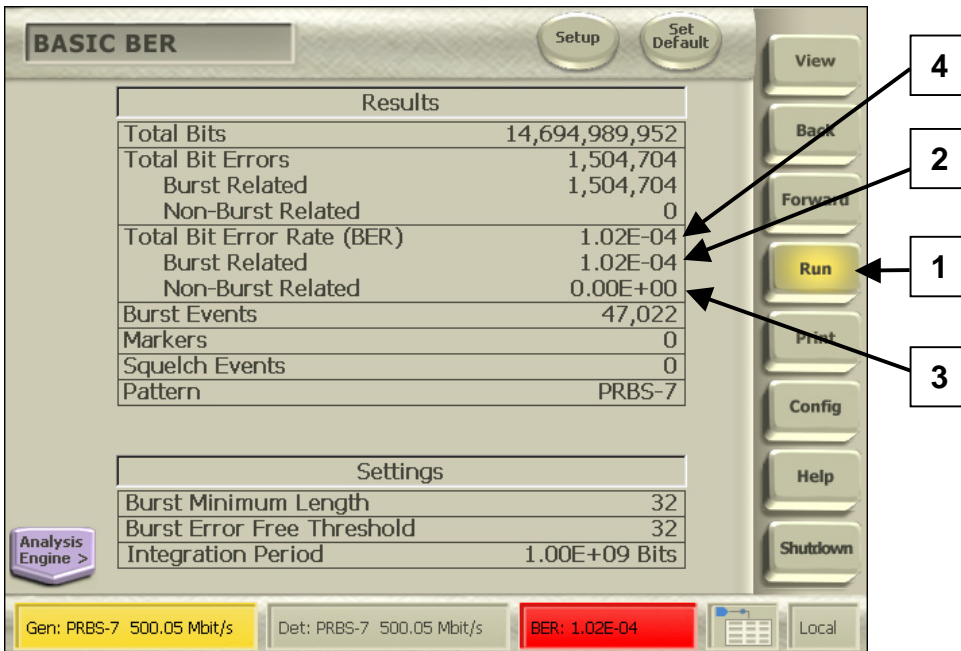 BASIC BER
Setup
Set
Default
Results
Total Bits 14,694,989,952
Total Bit Errors 1,504,704
Burst Related 1,504,704
Non-Burst Related 0
Total Bit Error Rate (BER) 1.02E-04
Burst Related 1.02E-04
Non-Burst Related 0.00E+00
Burst Events 47,022
Markers 0
Squelch Events 0
Pattern PRBS-7
Settings
Burst Minimum Length 32
Burst Error Free Threshold 32
Integration Period 1.00E+09 Bits
Analysis
Engine >
View
Back
Forward
Run
Print
Config
Help
Shutdown
4
2
1
3
Gen: PRBS-7 500.05 Mbit/s
Det: PRBS-7 500.05 Mbit/s
BER: 1.02E-04
Local